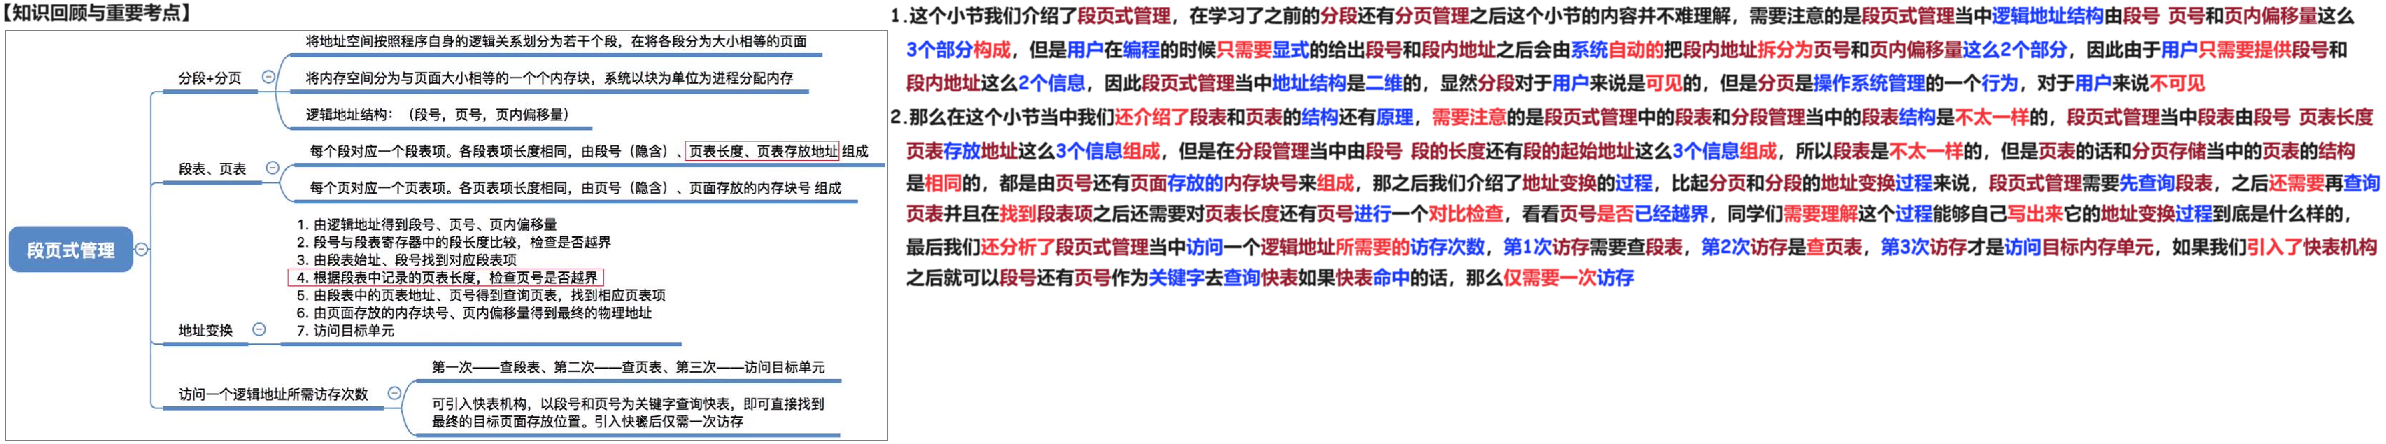 【知识回顾与重要考点】
段页式管理
分段+分页
将地址空间按照程序自身的逻辑关系划分为若干个段，在将各段分为大小相等的页面
将内存空间分为与页面大小相等的一个个内存块，系统以块为单位为进程分配内存
逻辑地址结构：（段号，页号，页内偏移量）
段表、页表
每个段对应一个段表项。各段表项长度相同，由段号（隐含）、页表长度、页表存放地址 组成
每个页对应一个页表项。各页表项长度相同，由页号（隐含）、页面存放的内存块号 组成
地址变换
1. 由逻辑地址得到段号、页号、页内偏移量
2. 段号与段表寄存器中的段长度比较，检查是否越界
3. 由段表始址、段号找到对应段表项
4. 根据段表中记录的页表长度，检查页号是否越界
5. 由段表中的页表地址、页号得到查询页表，找到相应页表项
6. 由页面存放的内存块号、页内偏移量得到最终的物理地址
7. 访问目标单元
访问一个逻辑地址所需访存次数
第一次——查段表、第二次——查页表、第三次——访问目标单元
可引入快表机构，以段号和页号为关键字查询快表，即可直接找到
最终的目标页面存放位置。引入快表后仅需一次访存
1.这个小节我们介绍了段页式管理，在学习了之前的分段还有分页管理之后这个小节的内容并不难理解，需要注意的是段页式管理当中逻辑地址结构由段号 页号和页内偏移量这么
3个部分构成，但是用户在编程的时候只需要显式的给出段号和段内地址之后会由系统自动的把段内地址拆分为页号和页内偏移量这么2个部分，因此由于用户只需要提供段号和
段内地址这么2个信息，因此段页式管理当中地址结构是二维的，显然分段对于用户来说是可见的，但是分页是操作系统管理的一个行为，对于用户来说不可见
2.那么在这个小节当中我们还介绍了段表和页表的结构还有原理，需要注意的是段页式管理中的段表和分段管理当中的段表结构是不太一样的，段页式管理当中段表由段号 页表长度
页表存放地址这么3个信息组成，但是在分段管理当中由段号 段的长度还有段的起始地址这么3个信息组成，所以段表是不太一样的，但是页表的话和分页存储当中的页表的结构
是相同的，都是由页号还有页面存放的内存块号来组成，那之后我们介绍了地址变换的过程，比起分页和分段的地址变换过程来说，段页式管理需要先查询段表，之后还需要再查询
页表并且在找到段表项之后还需要对页表长度还有页号进行一个对比检查，看看页号是否已经越界，同学们需要理解这个过程能够自己写出来它的地址变换过程到底是什么样的，
最后我们还分析了段页式管理当中访问一个逻辑地址所需要的访存次数，第1次访存需要查段表，第2次访存是查页表，第3次访存才是访问目标内存单元，如果我们引入了快表机构
之后就可以段号还有页号作为关键字去查询快表如果快表命中的话，那么仅需要一次访存